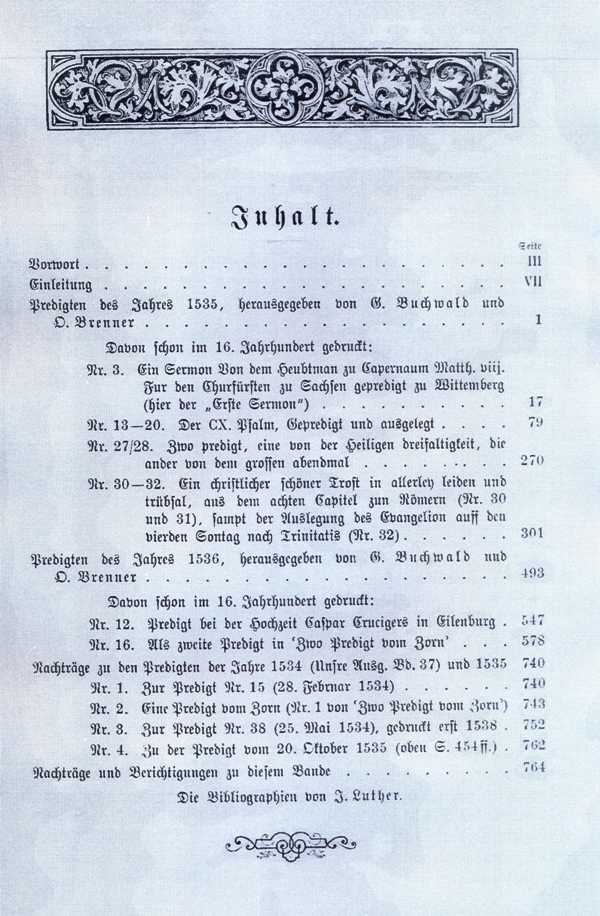 Inhalt.
Seite
Vorwort . . . . . . . . . . . . . . . . . . . . III
Einleitung . . . . . . . . . . . . . . . . . . . VII
Predigten des Jahres 1535, herausgegeben von G. Buchwald und
O. Brenner . . . . . . . . . . . . . . . . . 1
Davon schon im 16. Jahrhundert gedruckt:
Nr. 3. Ein Sermon Von dem Heubtman zu Capernaum Matth. viij.
Fur den Churfürsten zu Sachsen gepredigt zu Wittemberg
(hier der „Erste Sermon“) . . . . . . . . . . 17
Nr. 13—20. Der CX. Psalm, Gepredigt und ausgelegt . . . . 79
Nr. 27/28. Zwo predigt, eine von der Heiligen dreifaltigkeit, die
ander von dem grossen abendmal . . . . . . . . 270
Nr. 30—32. Ein christlicher schöner Trost in allerley leiden und
trübsal, aus dem achten Capitel zun Römern (Nr. 30
und 31), sampt der Auslegung des Evangelion auff den
vierden Sontag nach Trinitatis (Nr. 32) . . . . . . 301
Predigten des Jahres 1536, herausgegeben von G. Buchwald und
O. Brenner . . . . . . . . . . . . . . . . . 493
Davon schon im 16. Jahrhundert gedruckt:
Nr. 12. Predigt bei der Hochzeit Caspar Crucigers in Eilenburg . 547
Nr. 16. Als zweite Predigt in ‘Zwo Predigt vom Zorn’ . . . 578
Nachträge zu den Predigten der Jahre 1534 (Unsre Ausg. Bd. 37) und 1535 740
Nr. 1. Zur Predigt Nr. 15 (28. Februar 1534) . . . . . . 740
Nr. 2. Eine Predigt vom Zorn (Nr. 1 von ‘Zwo Predigt vom Zorn’) 743
Nr. 3. Zur Predigt Nr. 38 (25. Mai 1534), gedruckt erst 1538 . 752
Nr. 4. Zu der Predigt vom 20. Oktober 1535 (oben S. 454 ff.) . 762
Nachträge und Berichtigungen zu diesem Bande . . . . . . . . 764
Die Bibliographien von J. Luther.